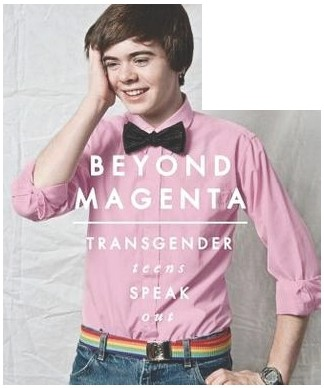 BEYOND
MAGENTA
TRANSGENDER
teens
SPEAK
out